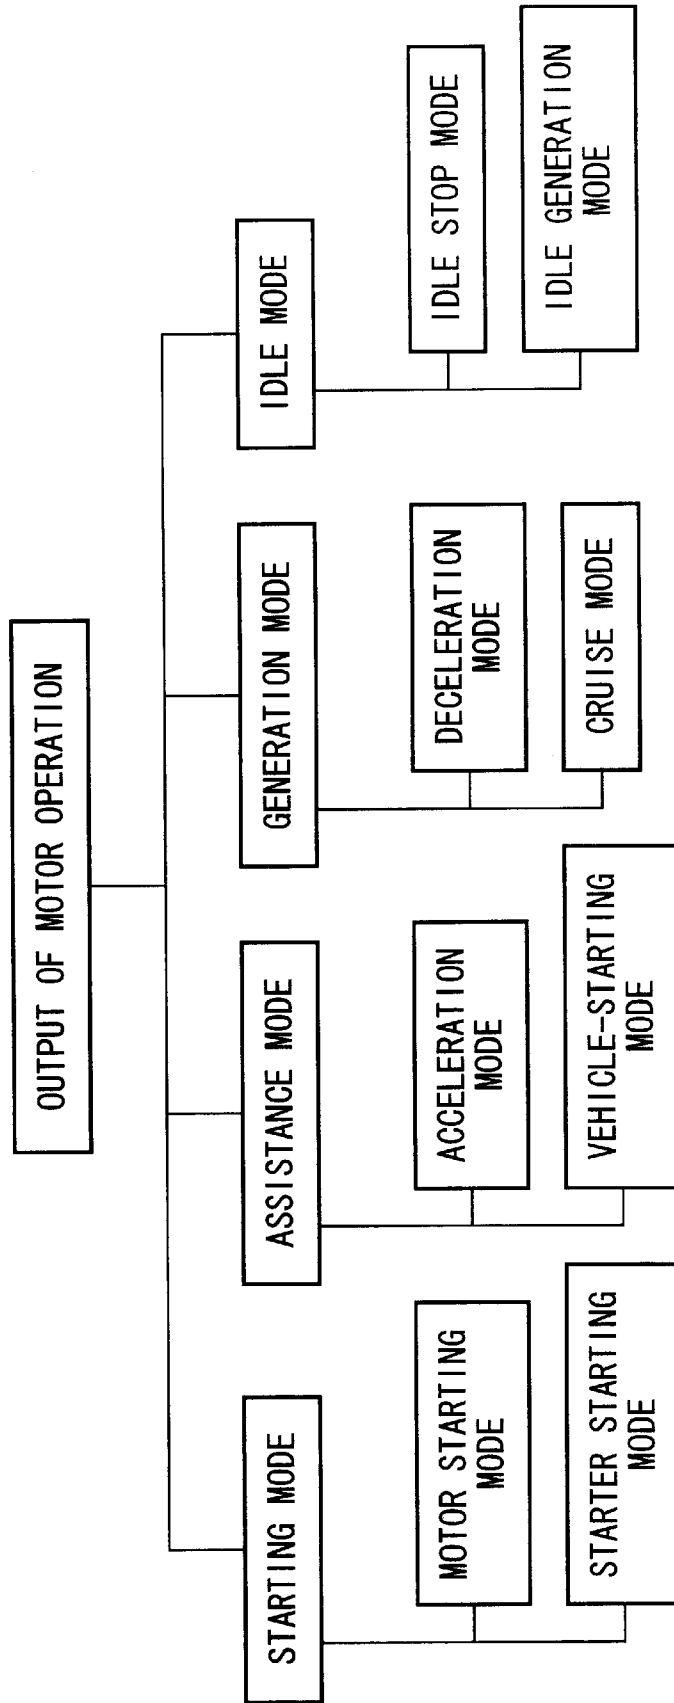 OUTPUT OF MOTOR OPERATION
STARTING MODE
MOTOR STARTING
MODE
STARTER STARTING
MODE
ASSISTANCE MODE
ACCELERATION
MODE
VEHICLE-STARTING
MODE
GENERATION MODE
DECELERATION
MODE
CRUISE MODE
IDLE MODE
IDLE STOP MODE
IDLE GENERATION
MODE